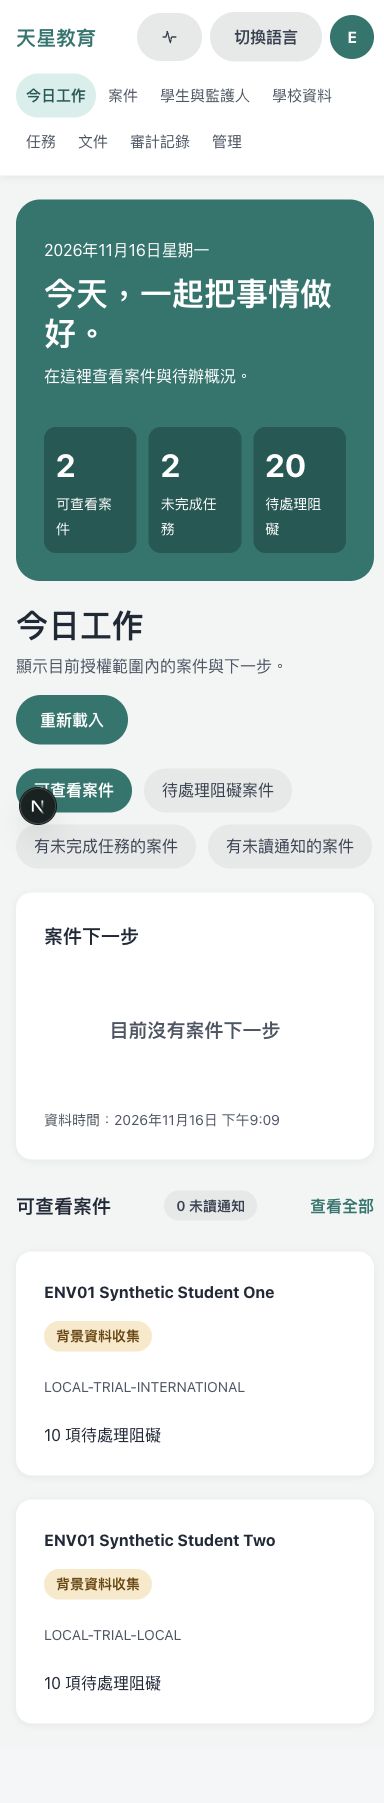 天星教育
切換語言
E
今日工作 案件 學生與監護人 學校資料
任務 文件 審計記錄 管理
2026年11月16日星期一
今天，一起把事情做
好。
在這裡查看案件與待辦概況。
2 2 20
可查看案 未完成任 待處理阻
件 務 礙
今日工作
顯示目前授權範圍內的案件與下一步。
重新載入
可查看案件 待處理阻礙案件
N
有未完成任務的案件 有未讀通知的案件
案件下一步
目前沒有案件下一步
資料時間：2026年11月16日 下午9:09
可查看案件 0 未讀通知 查看全部
ENV01 Synthetic Student One
背景資料收集
LOCAL-TRIAL-INTERNATIONAL
10 項待處理阻礙
ENV01 Synthetic Student Two
背景資料收集
LOCAL-TRIAL-LOCAL
10 項待處理阻礙